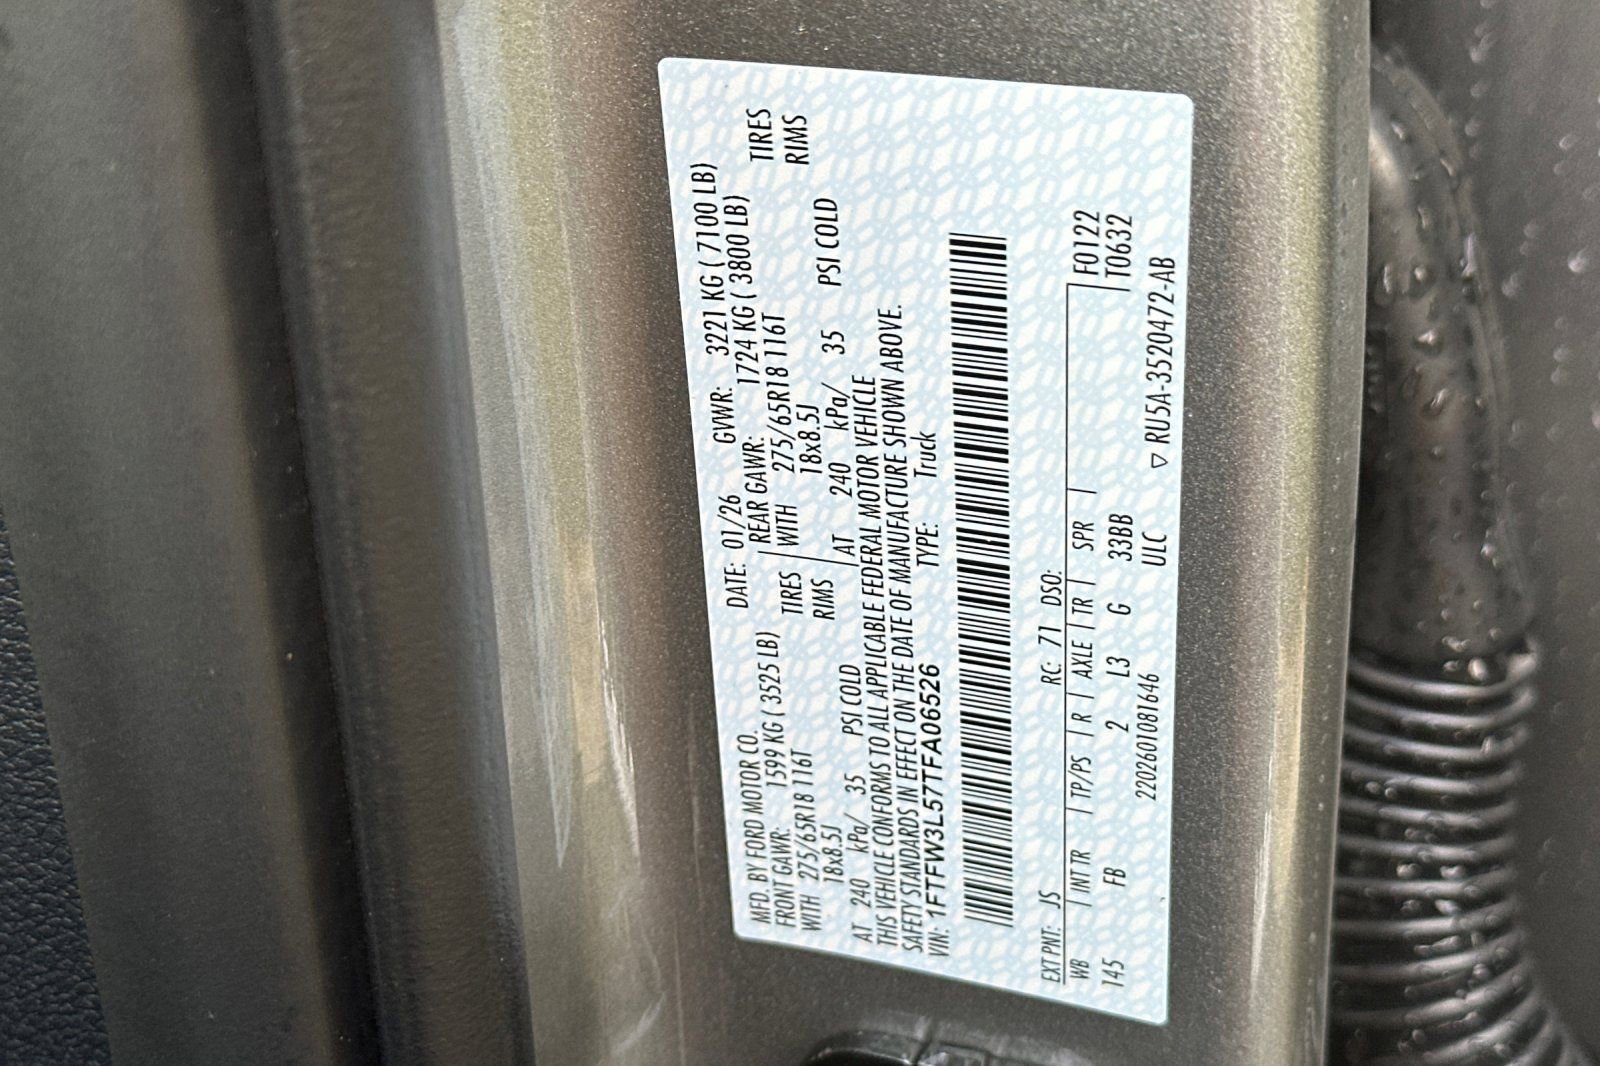 MFD. BY FORD MOTOR CO. DATE: 01/26 GVWR: 3221 KG ( 7100 LB)
FRONT GAWR: 1599 KG ( 3525 LB) REAR GAWR: 1724 KG ( 3800 LB)
WITH 275/65R18 116T TIRES WITH 275/65R18 116T TIRES
18x8.5J RIMS 18x8.5J RIMS
AT 240 kPa/ 35 PSI COLD AT 240 kPa/ 35 PSI COLD
THIS VEHICLE CONFORMS TO ALL APPLICABLE FEDERAL MOTOR VEHICLE
SAFETY STANDARDS IN EFFECT ON THE DATE OF MANUFACTURE SHOWN ABOVE.
VIN: 1FTFW3L57TFA06526 TYPE: Truck
EXT PNT: JS RC: 71 DSO:
WB INT TR TP/PS R AXLE TR SPR F0122
145 FB 2 L3 G 33BB T0632
220260108164​6 ULC ▽ RU5A-3520472-AB